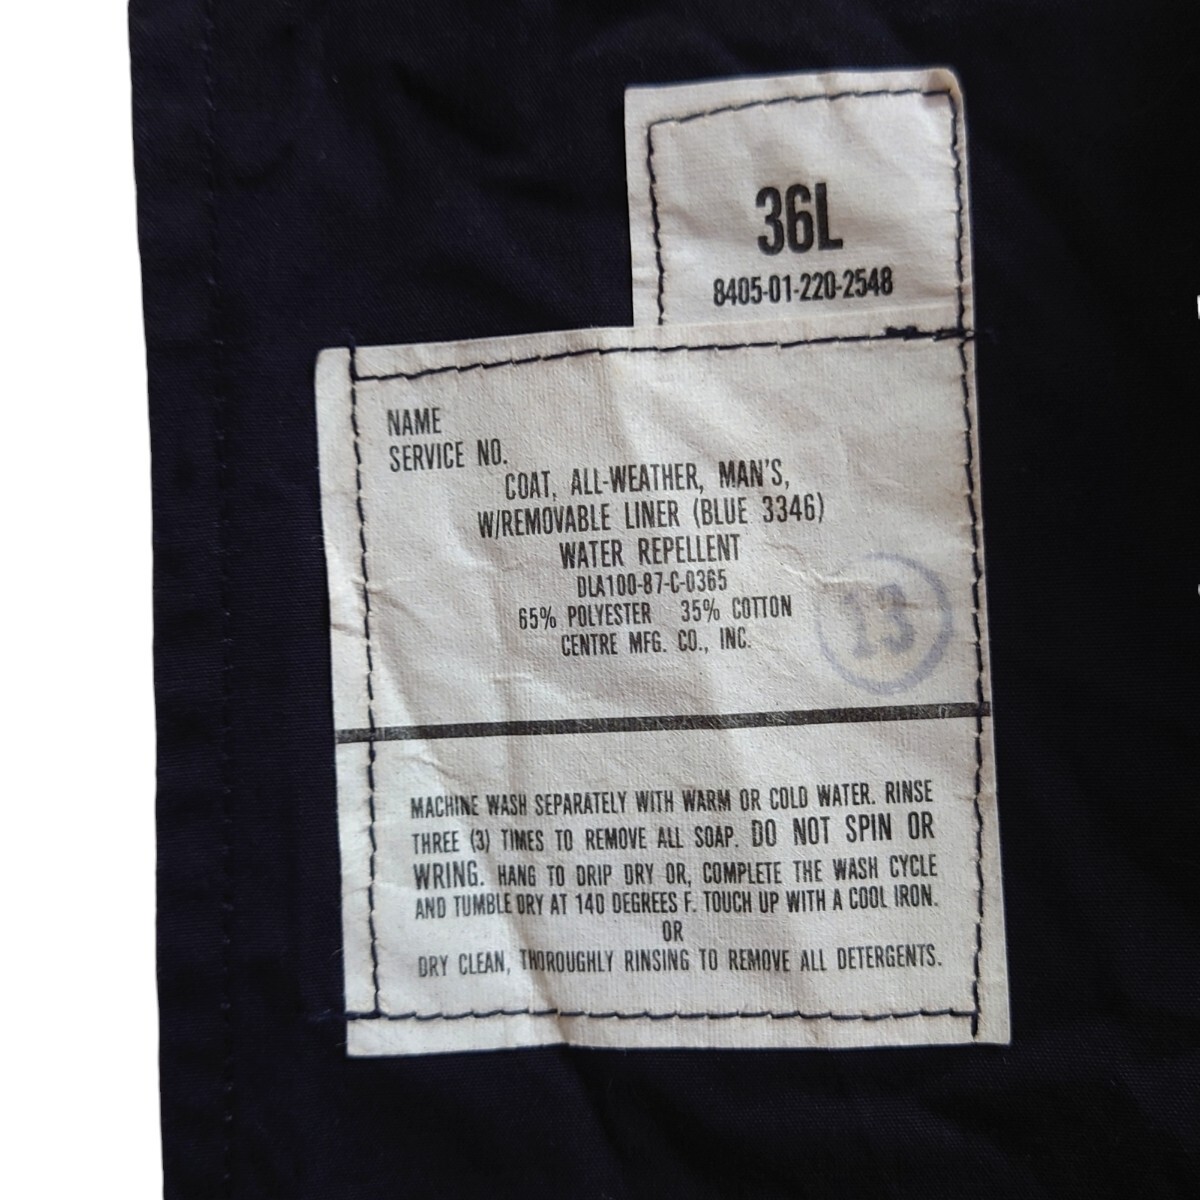 36L
8405-01-220-2548
NAME
SERVICE NO.
COAT, ALL-WEATHER, MAN'S,
W/REMOVABLE LINER (BLUE 3346)
WATER REPELLENT
DLA100-87-C-0365
65% POLYESTER 35% COTTON
CENTRE MFG. CO., INC.
13
MACHINE WASH SEPARATELY WITH WARM OR COLD WATER. RINSE
THREE (3) TIMES TO REMOVE ALL SOAP. DO NOT SPIN OR
WRING. HANG TO DRIP DRY OR, COMPLETE THE WASH CYCLE
AND TUMBLE DRY AT 140 DEGREES F. TOUCH UP WITH A COOL IRON.
OR
DRY CLEAN, THOROUGHLY RINSING TO REMOVE ALL DETERGENTS.